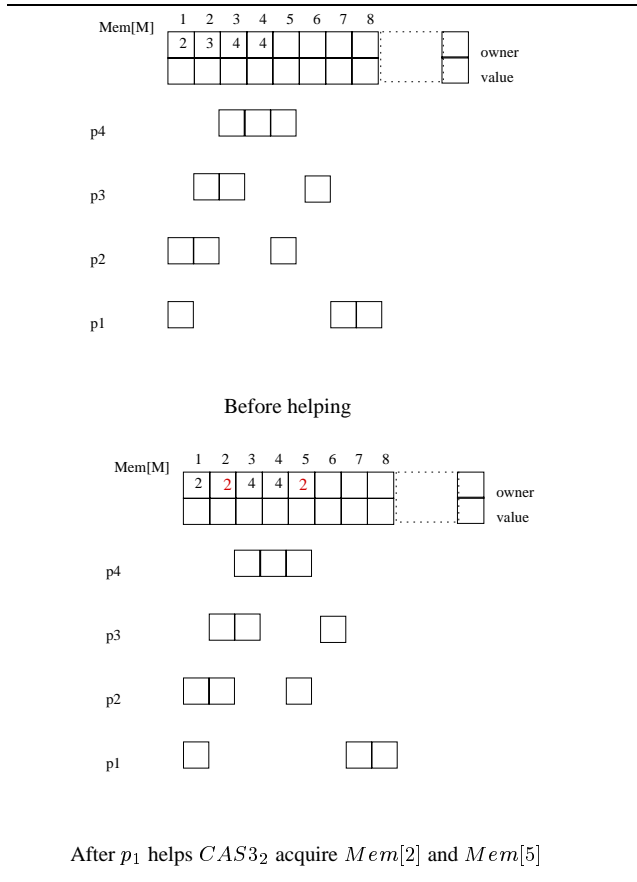 1 2 3 4 5 6 7 8
Mem[M]
2 3 4 4
owner
value
p4
p3
p2
p1
Before helping
1 2 3 4 5 6 7 8
Mem[M]
2 2 4 4 2
owner
value
p4
p3
p2
p1
After p₁ helps CAS3₂ acquire Mem[2] and Mem[5]